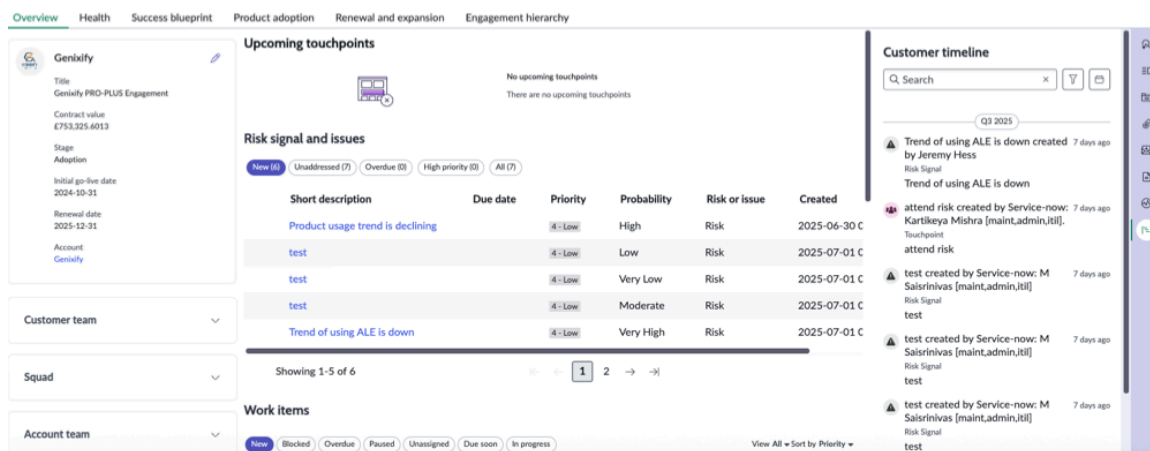 Overview Health Success blueprint Product adoption Renewal and expansion Engagement hierarchy
Genixify
Title
Genixify PRO-PLUS Engagement
Contract value
£753,325.6013
Stage
Adoption
Initial go-live date
2024-10-31
Renewal date
2025-12-31
Account
Genixify
Customer team
Squad
Account team
Upcoming touchpoints
No upcoming touchpoints
There are no upcoming touchpoints
Risk signal and issues
New (6) Unaddressed (7) Overdue (0) High priority (0) All (7)
Short description Due date Priority Probability Risk or issue Created
Product usage trend is declining 4 - Low High Risk 2025-06-30 0
test 4 - Low Low Risk 2025-07-01 0
test 4 - Low Very Low Risk 2025-07-01 0
test 4 - Low Moderate Risk 2025-07-01 0
Trend of using ALE is down 4 - Low Very High Risk 2025-07-01 0
Showing 1-5 of 6
1 2
Work items
New Blocked Overdue Paused Unassigned Due soon In progress
View All Sort by Priority
Customer timeline
Search
Q3 2025
Trend of using ALE is down created 7 days ago
by Jeremy Hess
Risk Signal
Trend of using ALE is down
attend risk created by Service-now: 7 days ago
Kartikeya Mishra [maint,admin,itil].
Touchpoint
attend risk
test created by Service-now: M 7 days ago
Saisrinivas [maint,admin,itil]
Risk Signal
test
test created by Service-now: M 7 days ago
Saisrinivas [maint,admin,itil]
Risk Signal
test
test created by Service-now: M 7 days ago
Saisrinivas [maint,admin,itil]
Risk Signal
test